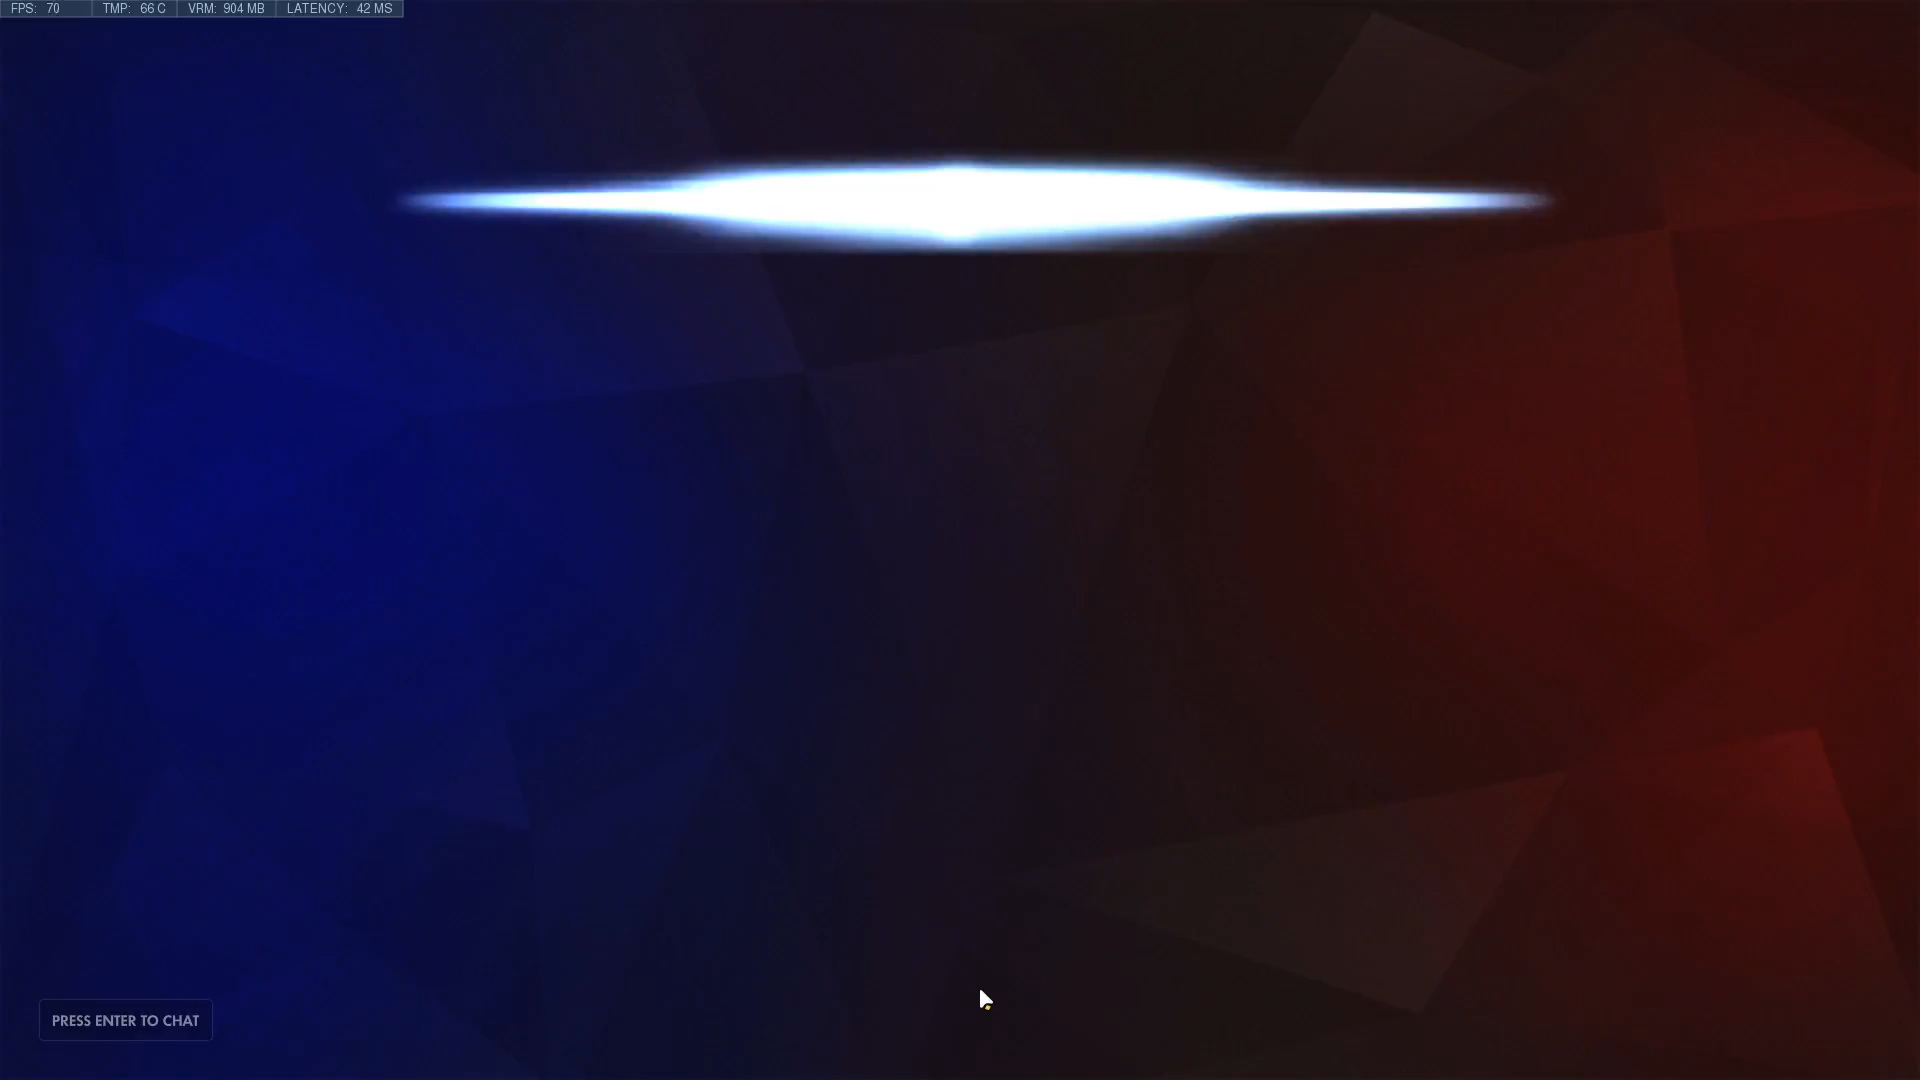 FPS: 70 TMP: 66 C VRM: 904 MB LATENCY: 42 MS
PRESS ENTER TO CHAT